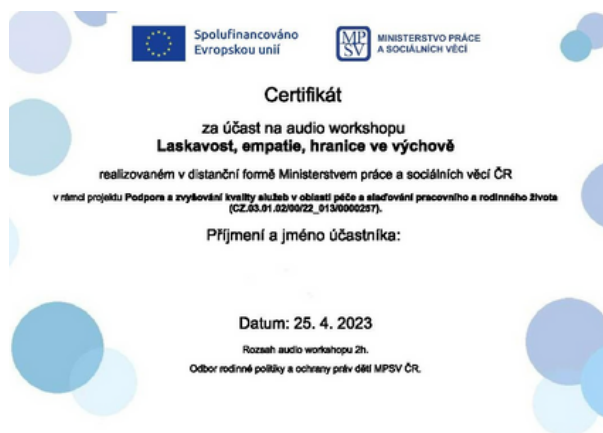 Spolufinancováno
Evropskou unií
MP
SV
MINISTERSTVO PRÁCE
A SOCIÁLNÍCH VĚCÍ
Certifikát
za účast na audio workshopu
Laskavost, empatie, hranice ve výchově
realizovaném v distanční formě Ministerstvem práce a sociálních věcí ČR
v rámci projektu Podpora a zvyšování kvality služeb v oblasti péče a slaďování pracovního a rodinného života
(CZ.03.01.02/00/22_013/0000257).
Příjmení a jméno účastníka:
Datum: 25. 4. 2023
Rozsah audio workshopu 2h.
Odbor rodinné politiky a ochrany práv dětí MPSV ČR.